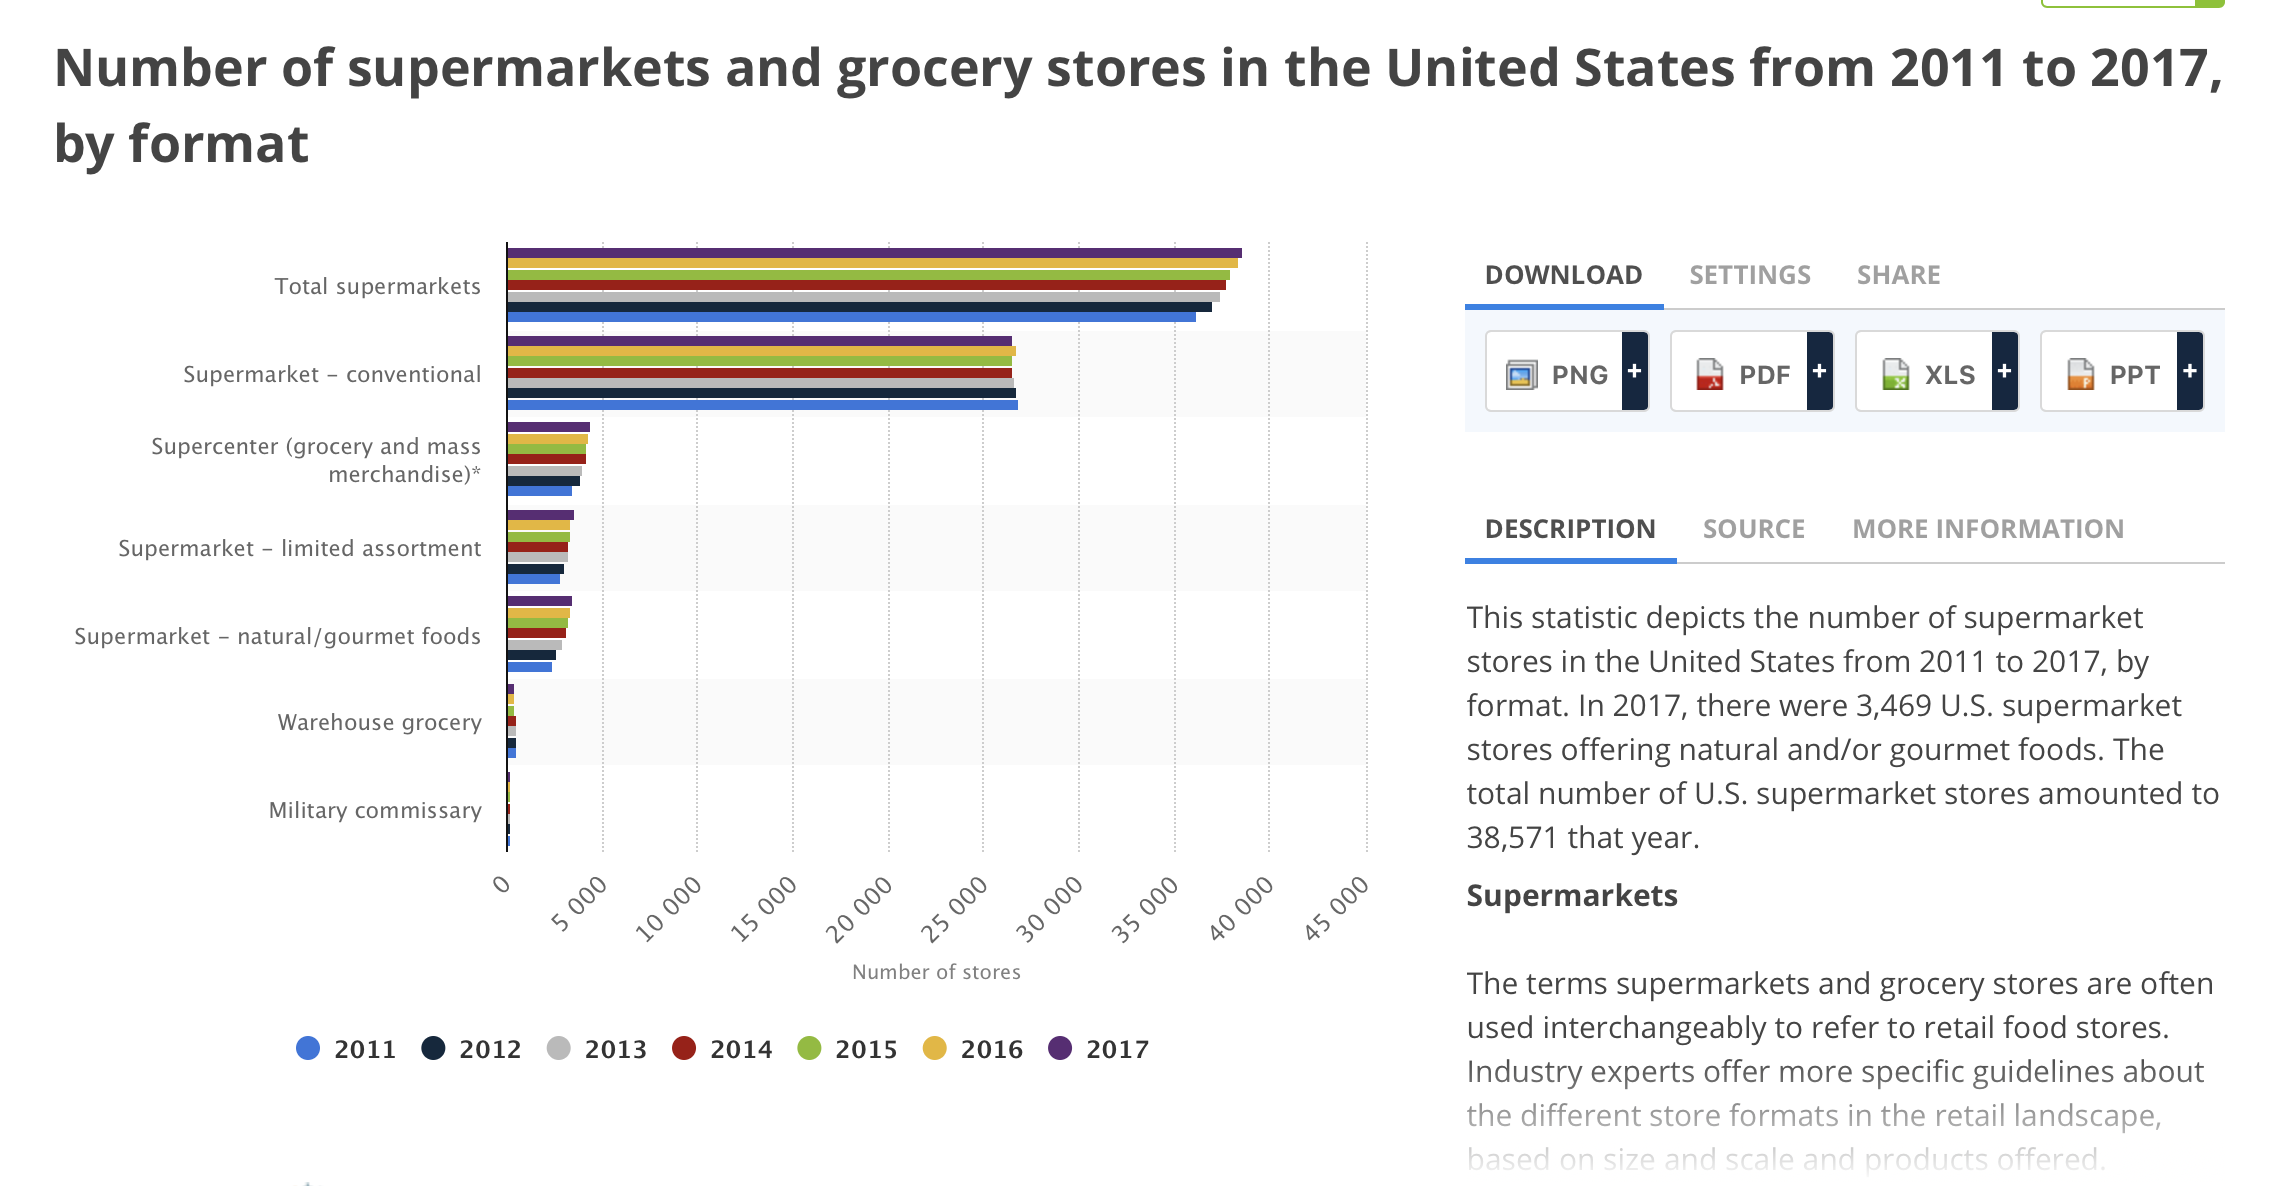 Number of supermarkets and grocery stores in the United States from 2011 to 2017,
by format
Total supermarkets
Supermarket – conventional
Supercenter (grocery and mass
merchandise)*
Supermarket – limited assortment
Supermarket – natural/gourmet foods
Warehouse grocery
Military commissary
0
5 000
10 000
15 000
20 000
25 000
30 000
35 000
40 000
45 000
Number of stores
2011 2012 2013 2014 2015 2016 2017
DOWNLOAD SETTINGS SHARE
PNG + PDF + XLS + PPT +
DESCRIPTION SOURCE MORE INFORMATION
This statistic depicts the number of supermarket
stores in the United States from 2011 to 2017, by
format. In 2017, there were 3,469 U.S. supermarket
stores offering natural and/or gourmet foods. The
total number of U.S. supermarket stores amounted to
38,571 that year.
Supermarkets
The terms supermarkets and grocery stores are often
used interchangeably to refer to retail food stores.
Industry experts offer more specific guidelines about
the different store formats in the retail landscape,
based on size and scale and products offered.